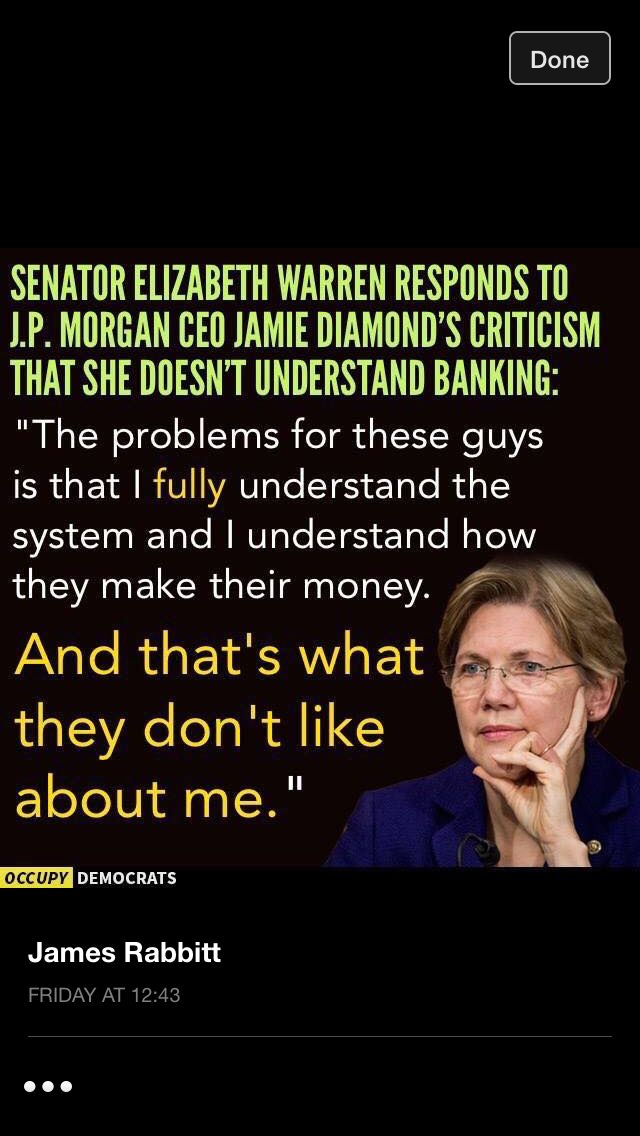 Done
SENATOR ELIZABETH WARREN RESPONDS TO
J.P. MORGAN CEO JAMIE DIAMOND'S CRITICISM
THAT SHE DOESN'T UNDERSTAND BANKING:
"The problems for these guys
is that I fully understand the
system and I understand how
they make their money.
And that's what
they don't like
about me."
OCCUPY DEMOCRATS
James Rabbitt
FRIDAY AT 12:43